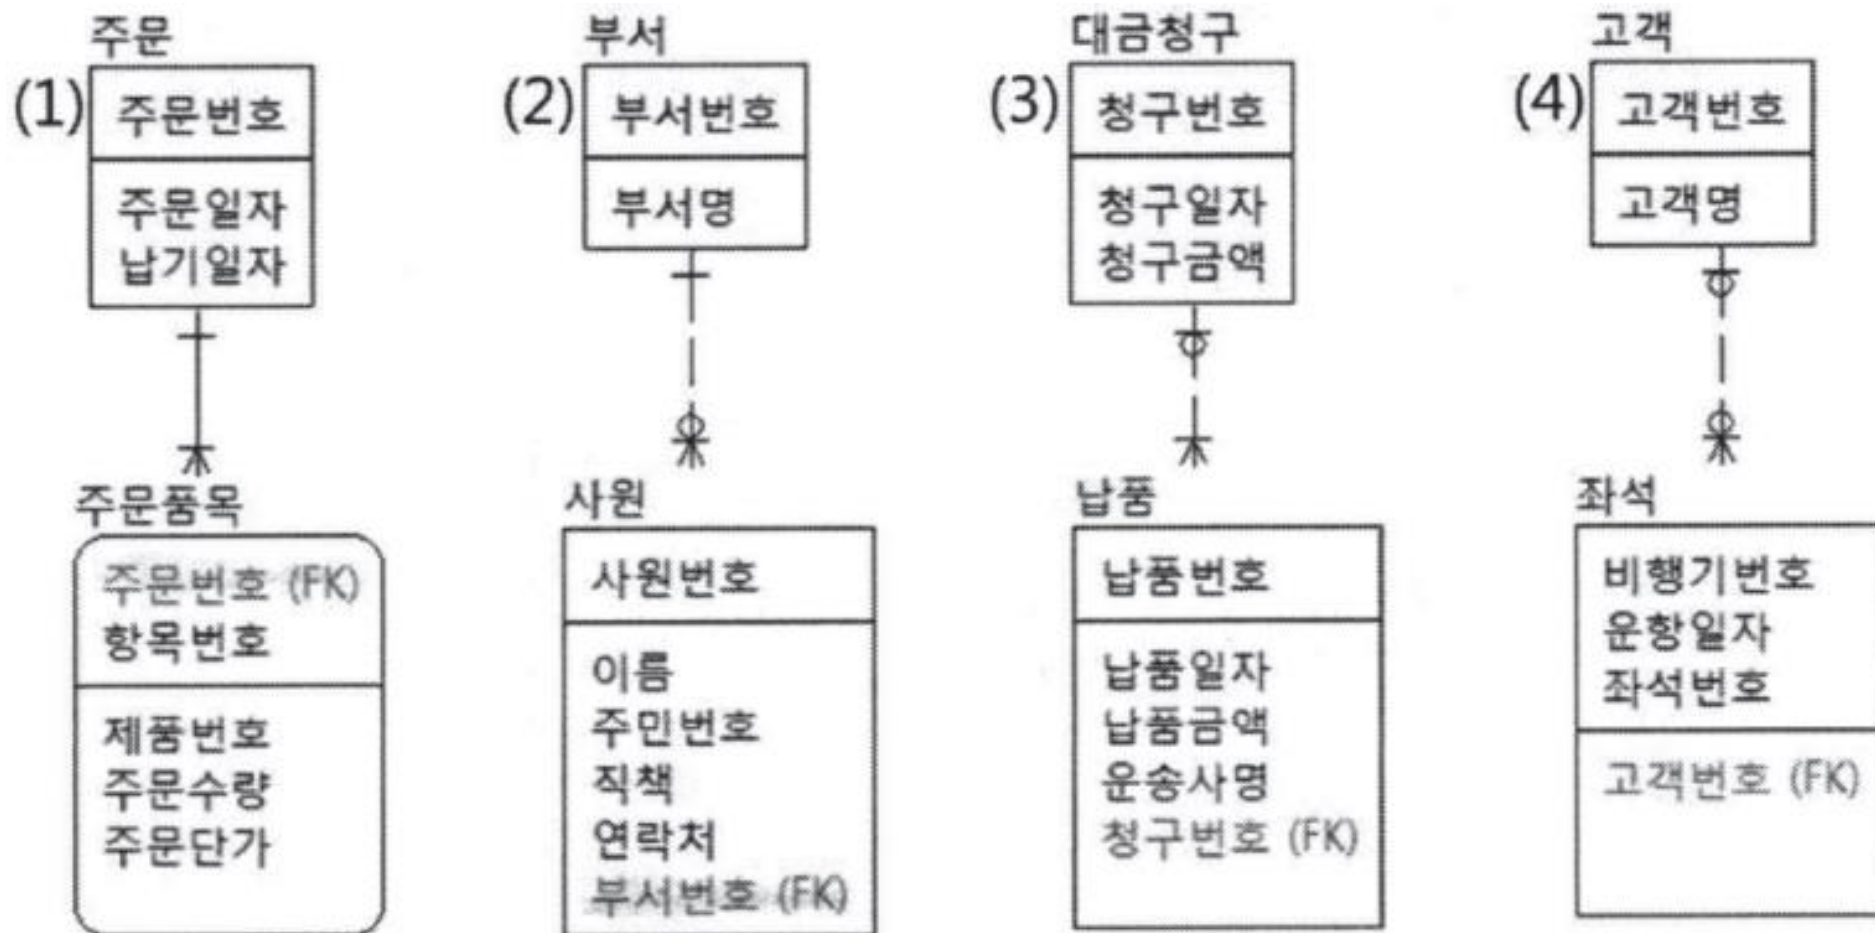 주문
(1)
주문번호
주문일자
납기일자
주문품목
주문번호 (FK)
항목번호
제품번호
주문수량
주문단가
부서
(2)
부서번호
부서명
사원
사원번호
이름
주민번호
직책
연락처
부서번호 (FK)
대금청구
(3)
청구번호
청구일자
청구금액
납품
납품번호
납품일자
납품금액
운송사명
청구번호 (FK)
고객
(4)
고객번호
고객명
좌석
비행기번호
운항일자
좌석번호
고객번호 (FK)